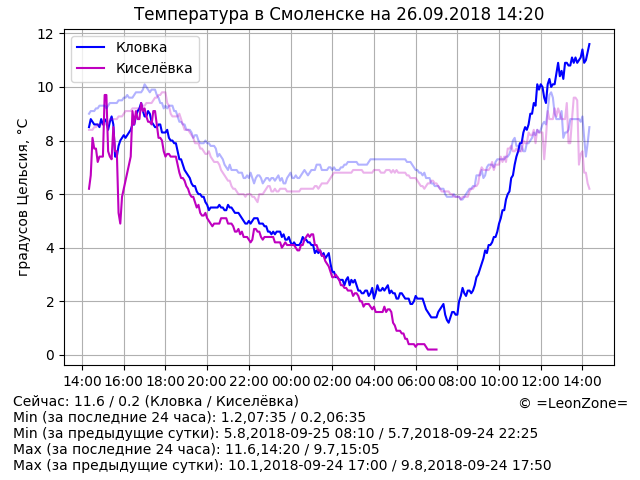 Температура в Смоленске на 26.09.2018 14:20
Кловка
Киселёвка
градусов Цельсия, °C
12
10
8
6
4
2
0
14:00 16:00 18:00 20:00 22:00 00:00 02:00 04:00 06:00 08:00 10:00 12:00 14:00
Сейчас: 11.6 / 0.2 (Кловка / Киселёвка)
© =LeonZone=
Min (за последние 24 часа): 1.2,07:35 / 0.2,06:35
Min (за предыдущие сутки): 5.8,2018-09-25 08:10 / 5.7,2018-09-24 22:25
Max (за последние 24 часа): 11.6,14:20 / 9.7,15:05
Max (за предыдущие сутки): 10.1,2018-09-24 17:00 / 9.8,2018-09-24 17:50